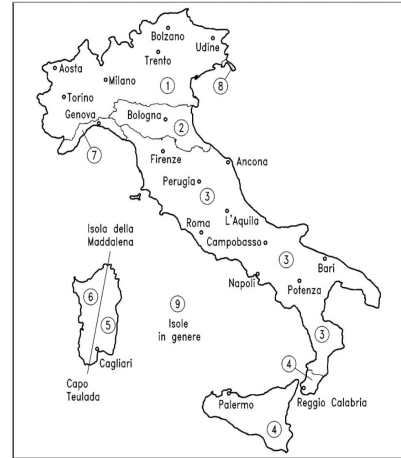 Bolzano
Udine
Trento
Aosta
Milano
1
8
Torino
Genova
Bologna
2
7
Firenze
Ancona
Perugia
3
L'Aquila
Roma
Campobasso
Isola della
Maddalena
3
Bari
Napoli
Potenza
6
9
Isole
in genere
5
3
Cagliari
4
Capo
Teulada
Palermo
Reggio Calabria
4